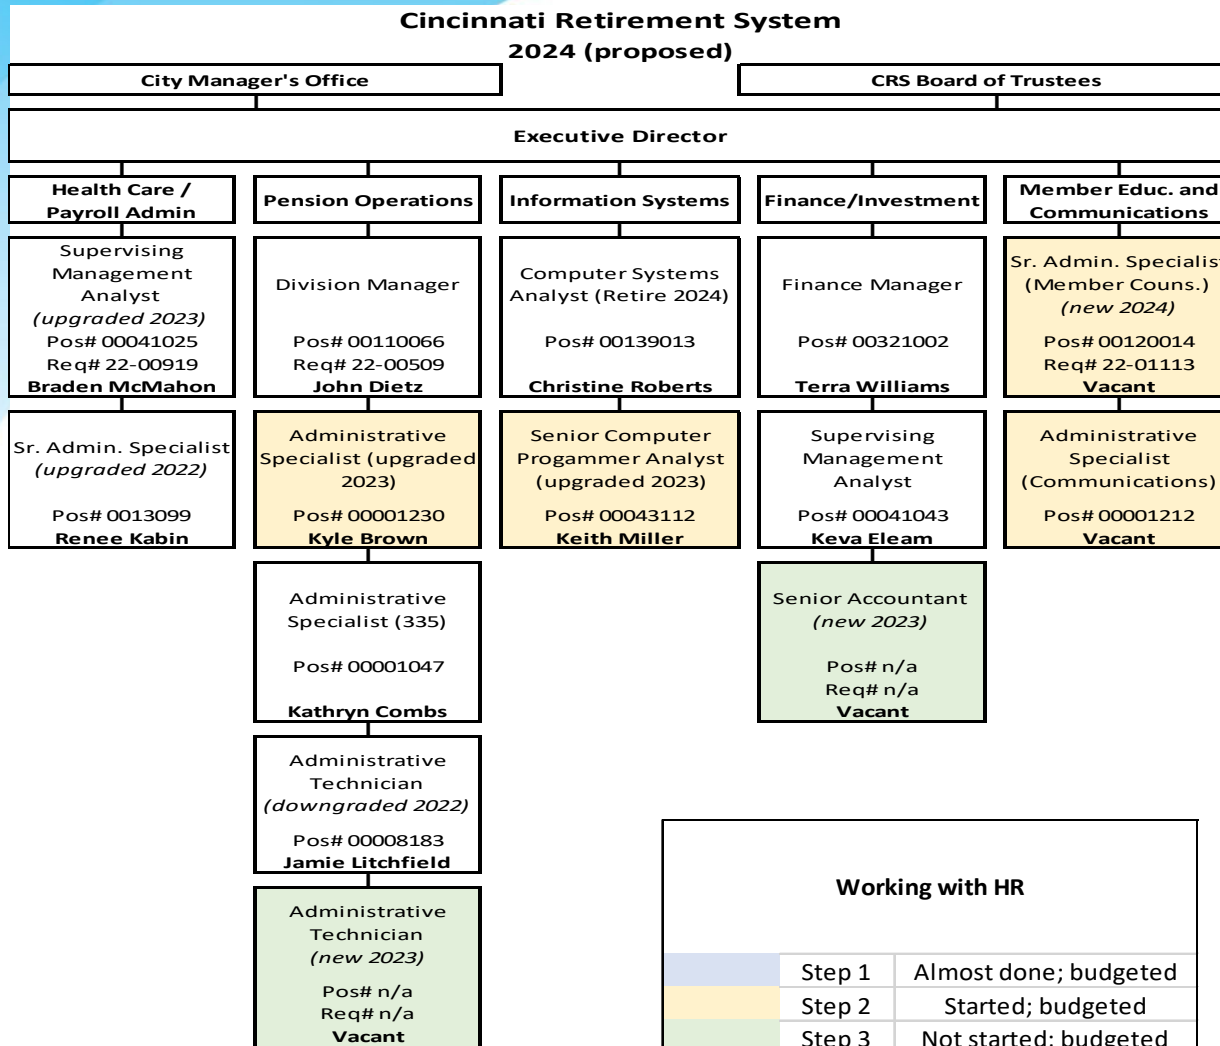 Cincinnati Retirement System
2024 (proposed)
City Manager's Office
CRS Board of Trustees
Executive Director
Health Care /
Payroll Admin
Pension Operations
Information Systems
Finance/Investment
Member Educ. and
Communications
Supervising
Management
Analyst
(upgraded 2023)
Pos# 00041025
Req# 22-00919
Braden McMahon
Division Manager
Pos# 00110066
Req# 22-00509
John Dietz
Computer Systems
Analyst (Retire 2024)
Pos# 00139013
Christine Roberts
Finance Manager
Pos# 00321002
Terra Williams
Sr. Admin. Specialist
(Member Couns.)
(new 2024)
Pos# 00120014
Req# 22-01113
Vacant
Sr. Admin. Specialist
(upgraded 2022)
Pos# 0013099
Renee Kabin
Administrative
Specialist (upgraded
2023)
Pos# 00001230
Kyle Brown
Senior Computer
Progammer Analyst
(upgraded 2023)
Pos# 00043112
Keith Miller
Supervising
Management
Analyst
Pos# 00041043
Keva Eleam
Administrative
Specialist
(Communications)
Pos# 00001212
Vacant
Administrative
Specialist (335)
Pos# 00001047
Kathryn Combs
Senior Accountant
(new 2023)
Pos# n/a
Req# n/a
Vacant
Administrative
Technician
(downgraded 2022)
Pos# 00008183
Jamie Litchfield
Administrative
Technician
(new 2023)
Pos# n/a
Req# n/a
Vacant
Working with HR
Step 1 Almost done; budgeted
Step 2 Started; budgeted
Step 3 Not started; budgeted